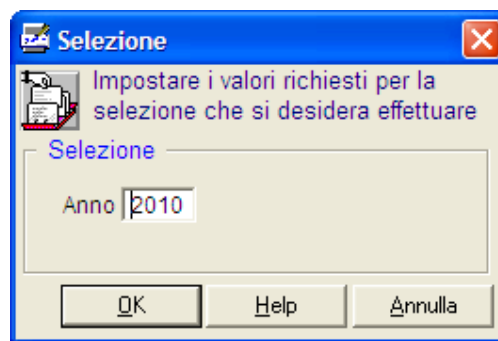 Selezione
Impostare i valori richiesti per la
selezione che si desidera effettuare
Selezione
Anno 2010
OK Help Annulla